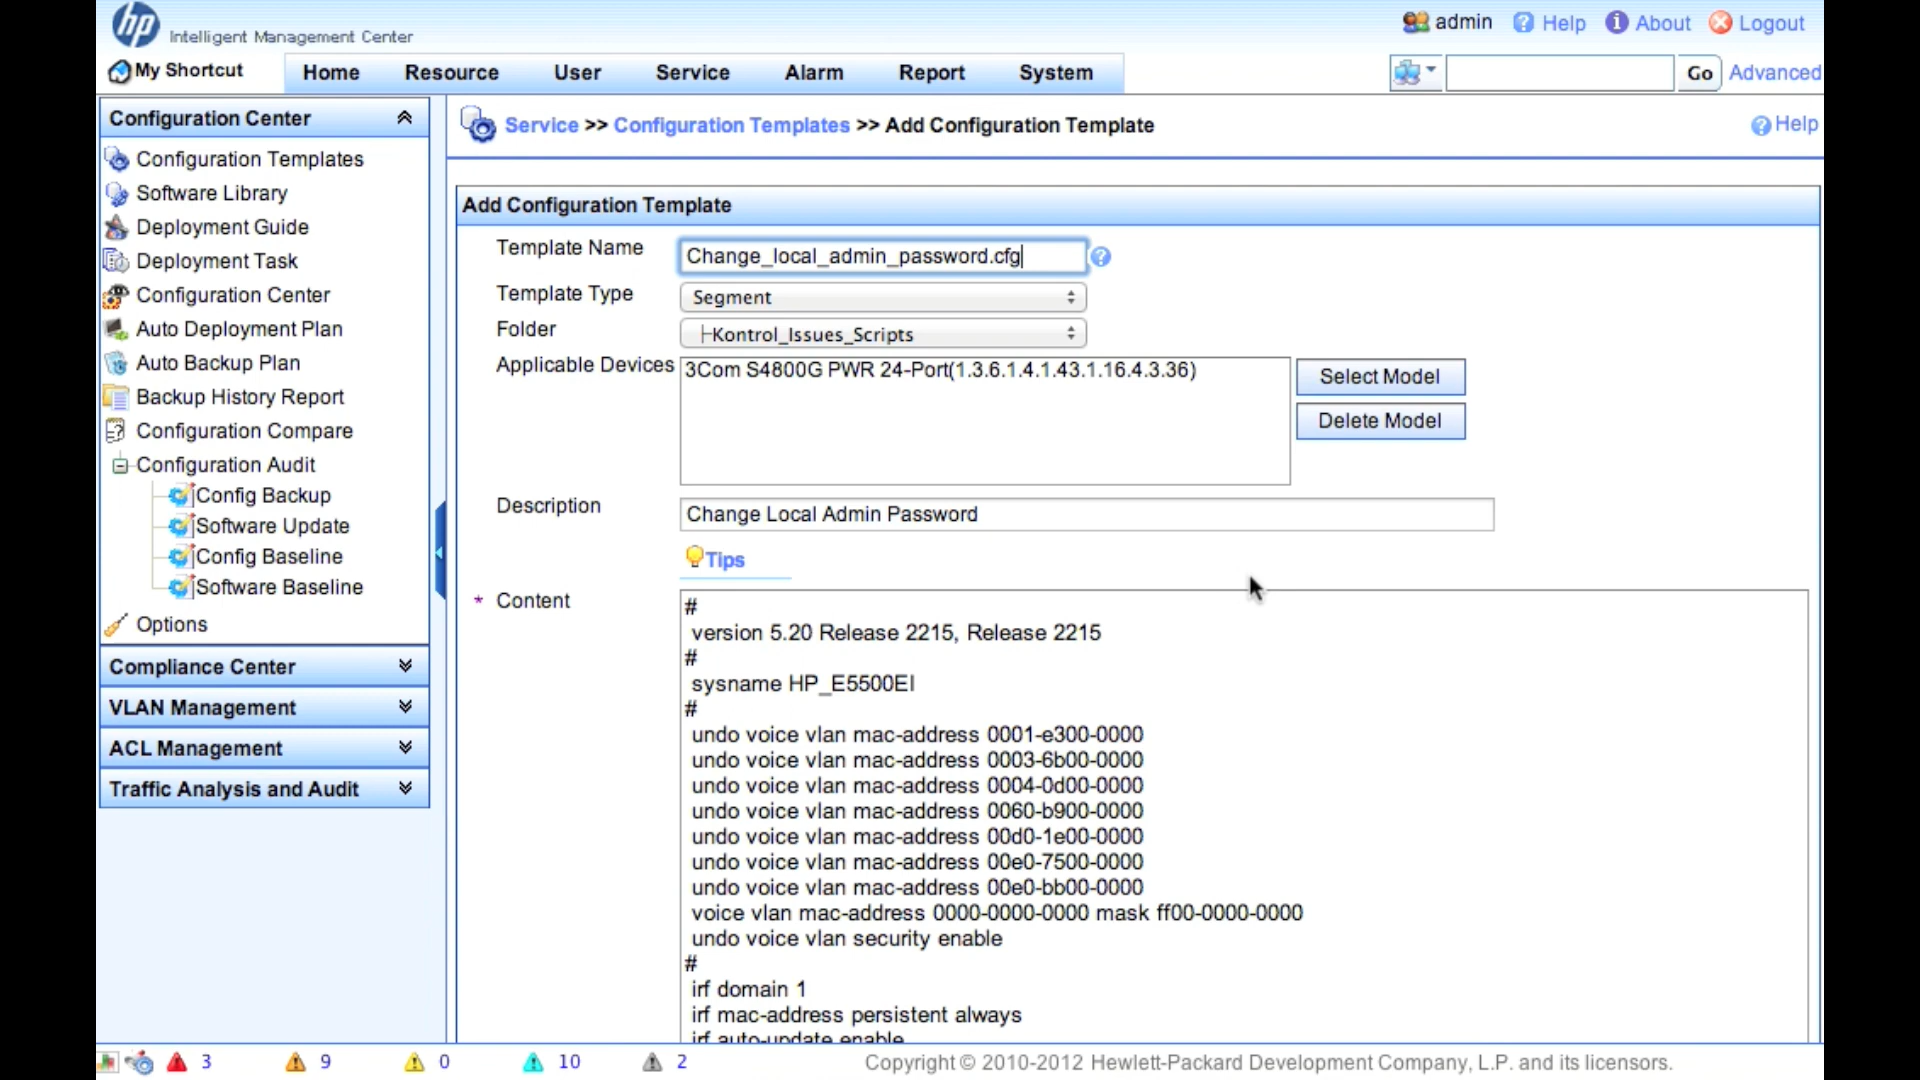 hp
Intelligent Management Center
admin Help About Logout
My Shortcut
Home Resource User Service Alarm Report System
Go Advanced
Configuration Center
Configuration Templates
Software Library
Deployment Guide
Deployment Task
Configuration Center
Auto Deployment Plan
Auto Backup Plan
Backup History Report
Configuration Compare
Configuration Audit
Config Backup
Software Update
Config Baseline
Software Baseline
Options
Compliance Center
VLAN Management
ACL Management
Traffic Analysis and Audit
Service >> Configuration Templates >> Add Configuration Template
Help
Add Configuration Template
Template Name Change_local_admin_password.cfg
Template Type Segment
Folder ├Kontrol_Issues_Scripts
Applicable Devices 3Com S4800G PWR 24-Port(1.3.6.1.4.1.43.1.16.4.3.36)
Select Model
Delete Model
Description Change Local Admin Password
Tips
* Content
#
version 5.20 Release 2215, Release 2215
#
sysname HP_E5500EI
#
undo voice vlan mac-address 0001-e300-0000
undo voice vlan mac-address 0003-6b00-0000
undo voice vlan mac-address 0004-0d00-0000
undo voice vlan mac-address 0060-b900-0000
undo voice vlan mac-address 00d0-1e00-0000
undo voice vlan mac-address 00e0-7500-0000
undo voice vlan mac-address 00e0-bb00-0000
voice vlan mac-address 0000-0000-0000 mask ff00-0000-0000
undo voice vlan security enable
#
irf domain 1
irf mac-address persistent always
irf auto-update enable
3 9 0 10 2
Copyright © 2010-2012 Hewlett-Packard Development Company, L.P. and its licensors.